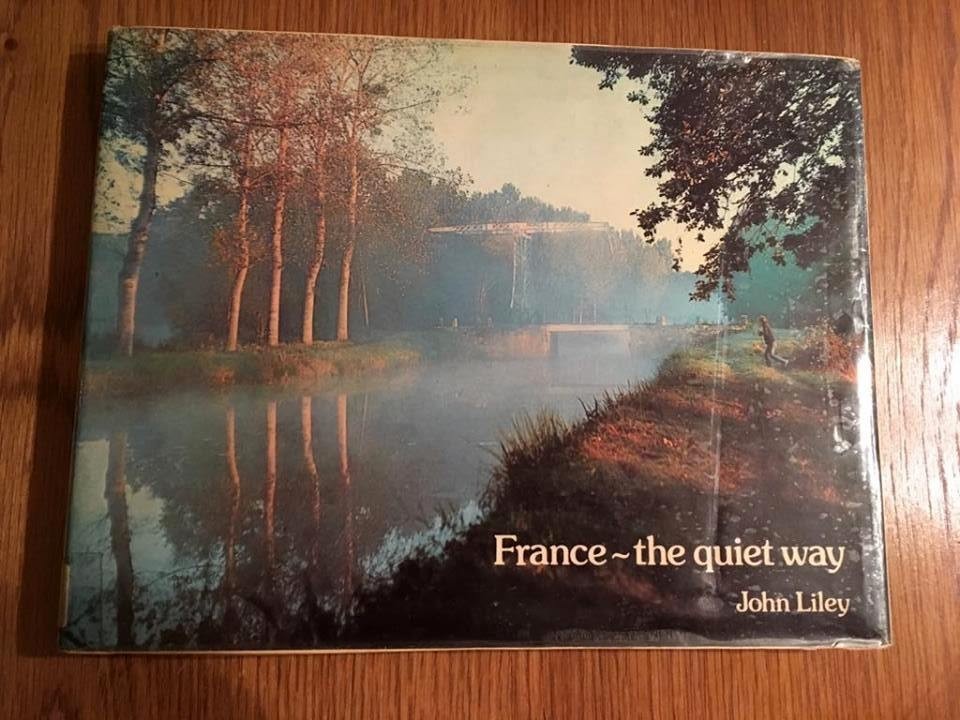 France ~ the quiet way
John Liley